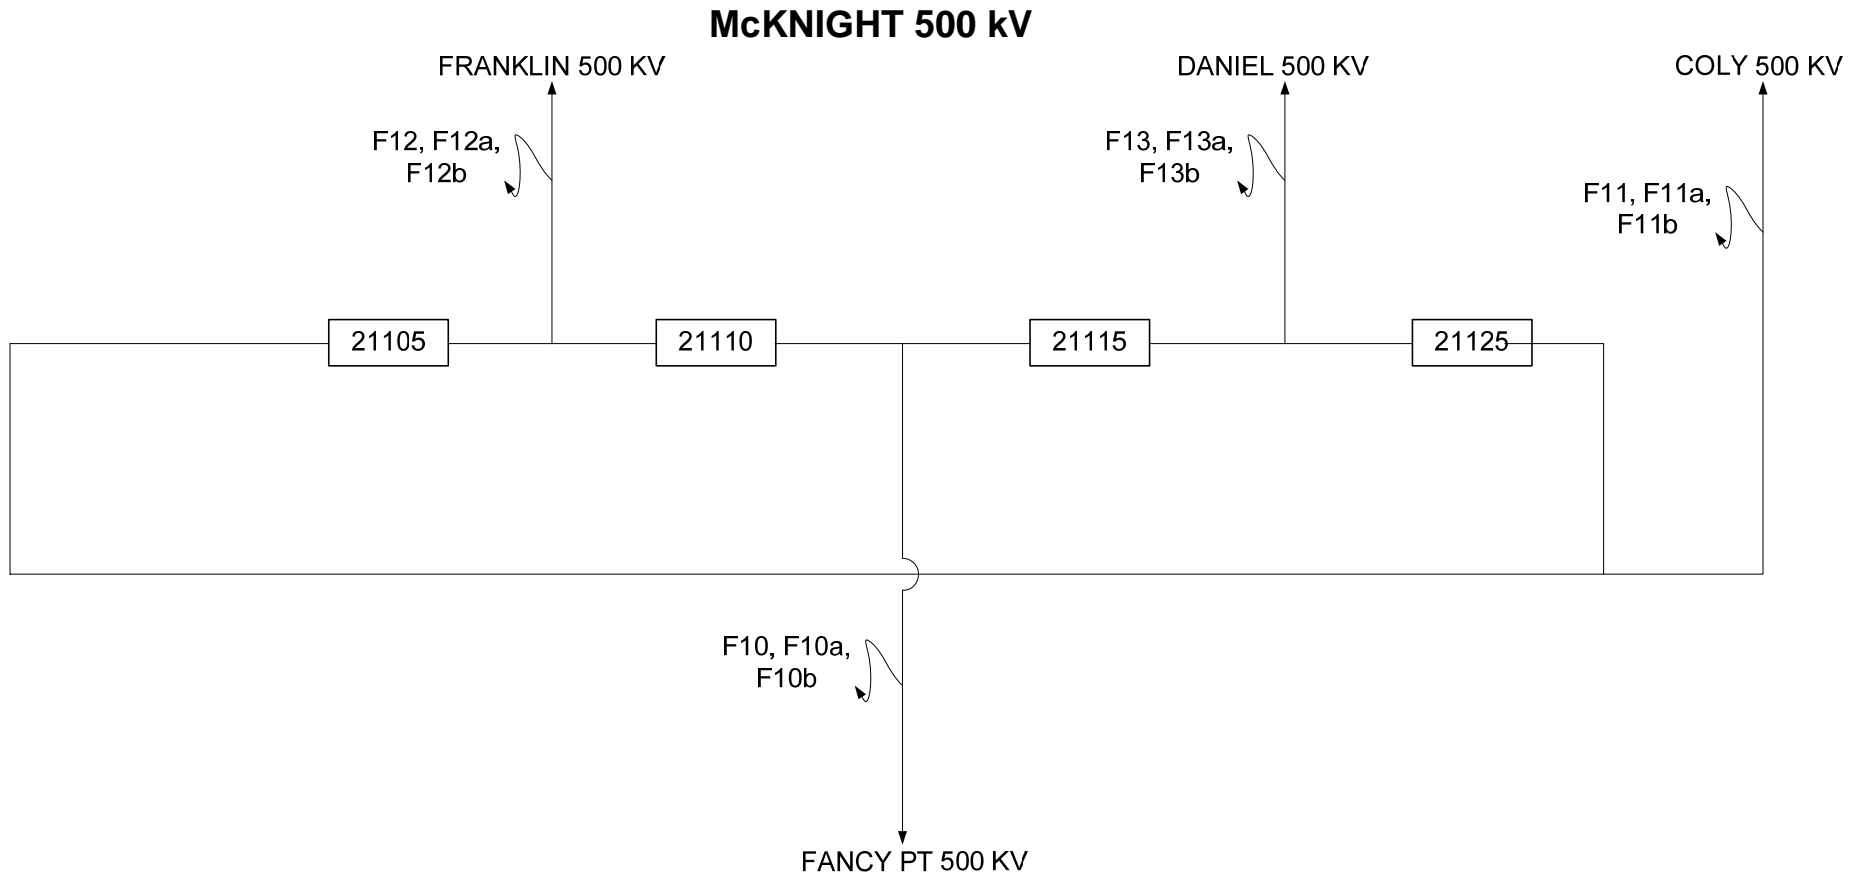 McKNIGHT 500 kV
FRANKLIN 500 KV
DANIEL 500 KV
COLY 500 KV
F12, F12a,
F12b
F13, F13a,
F13b
F11, F11a,
F11b
21105
21110
21115
21125
F10, F10a,
F10b
FANCY PT 500 KV